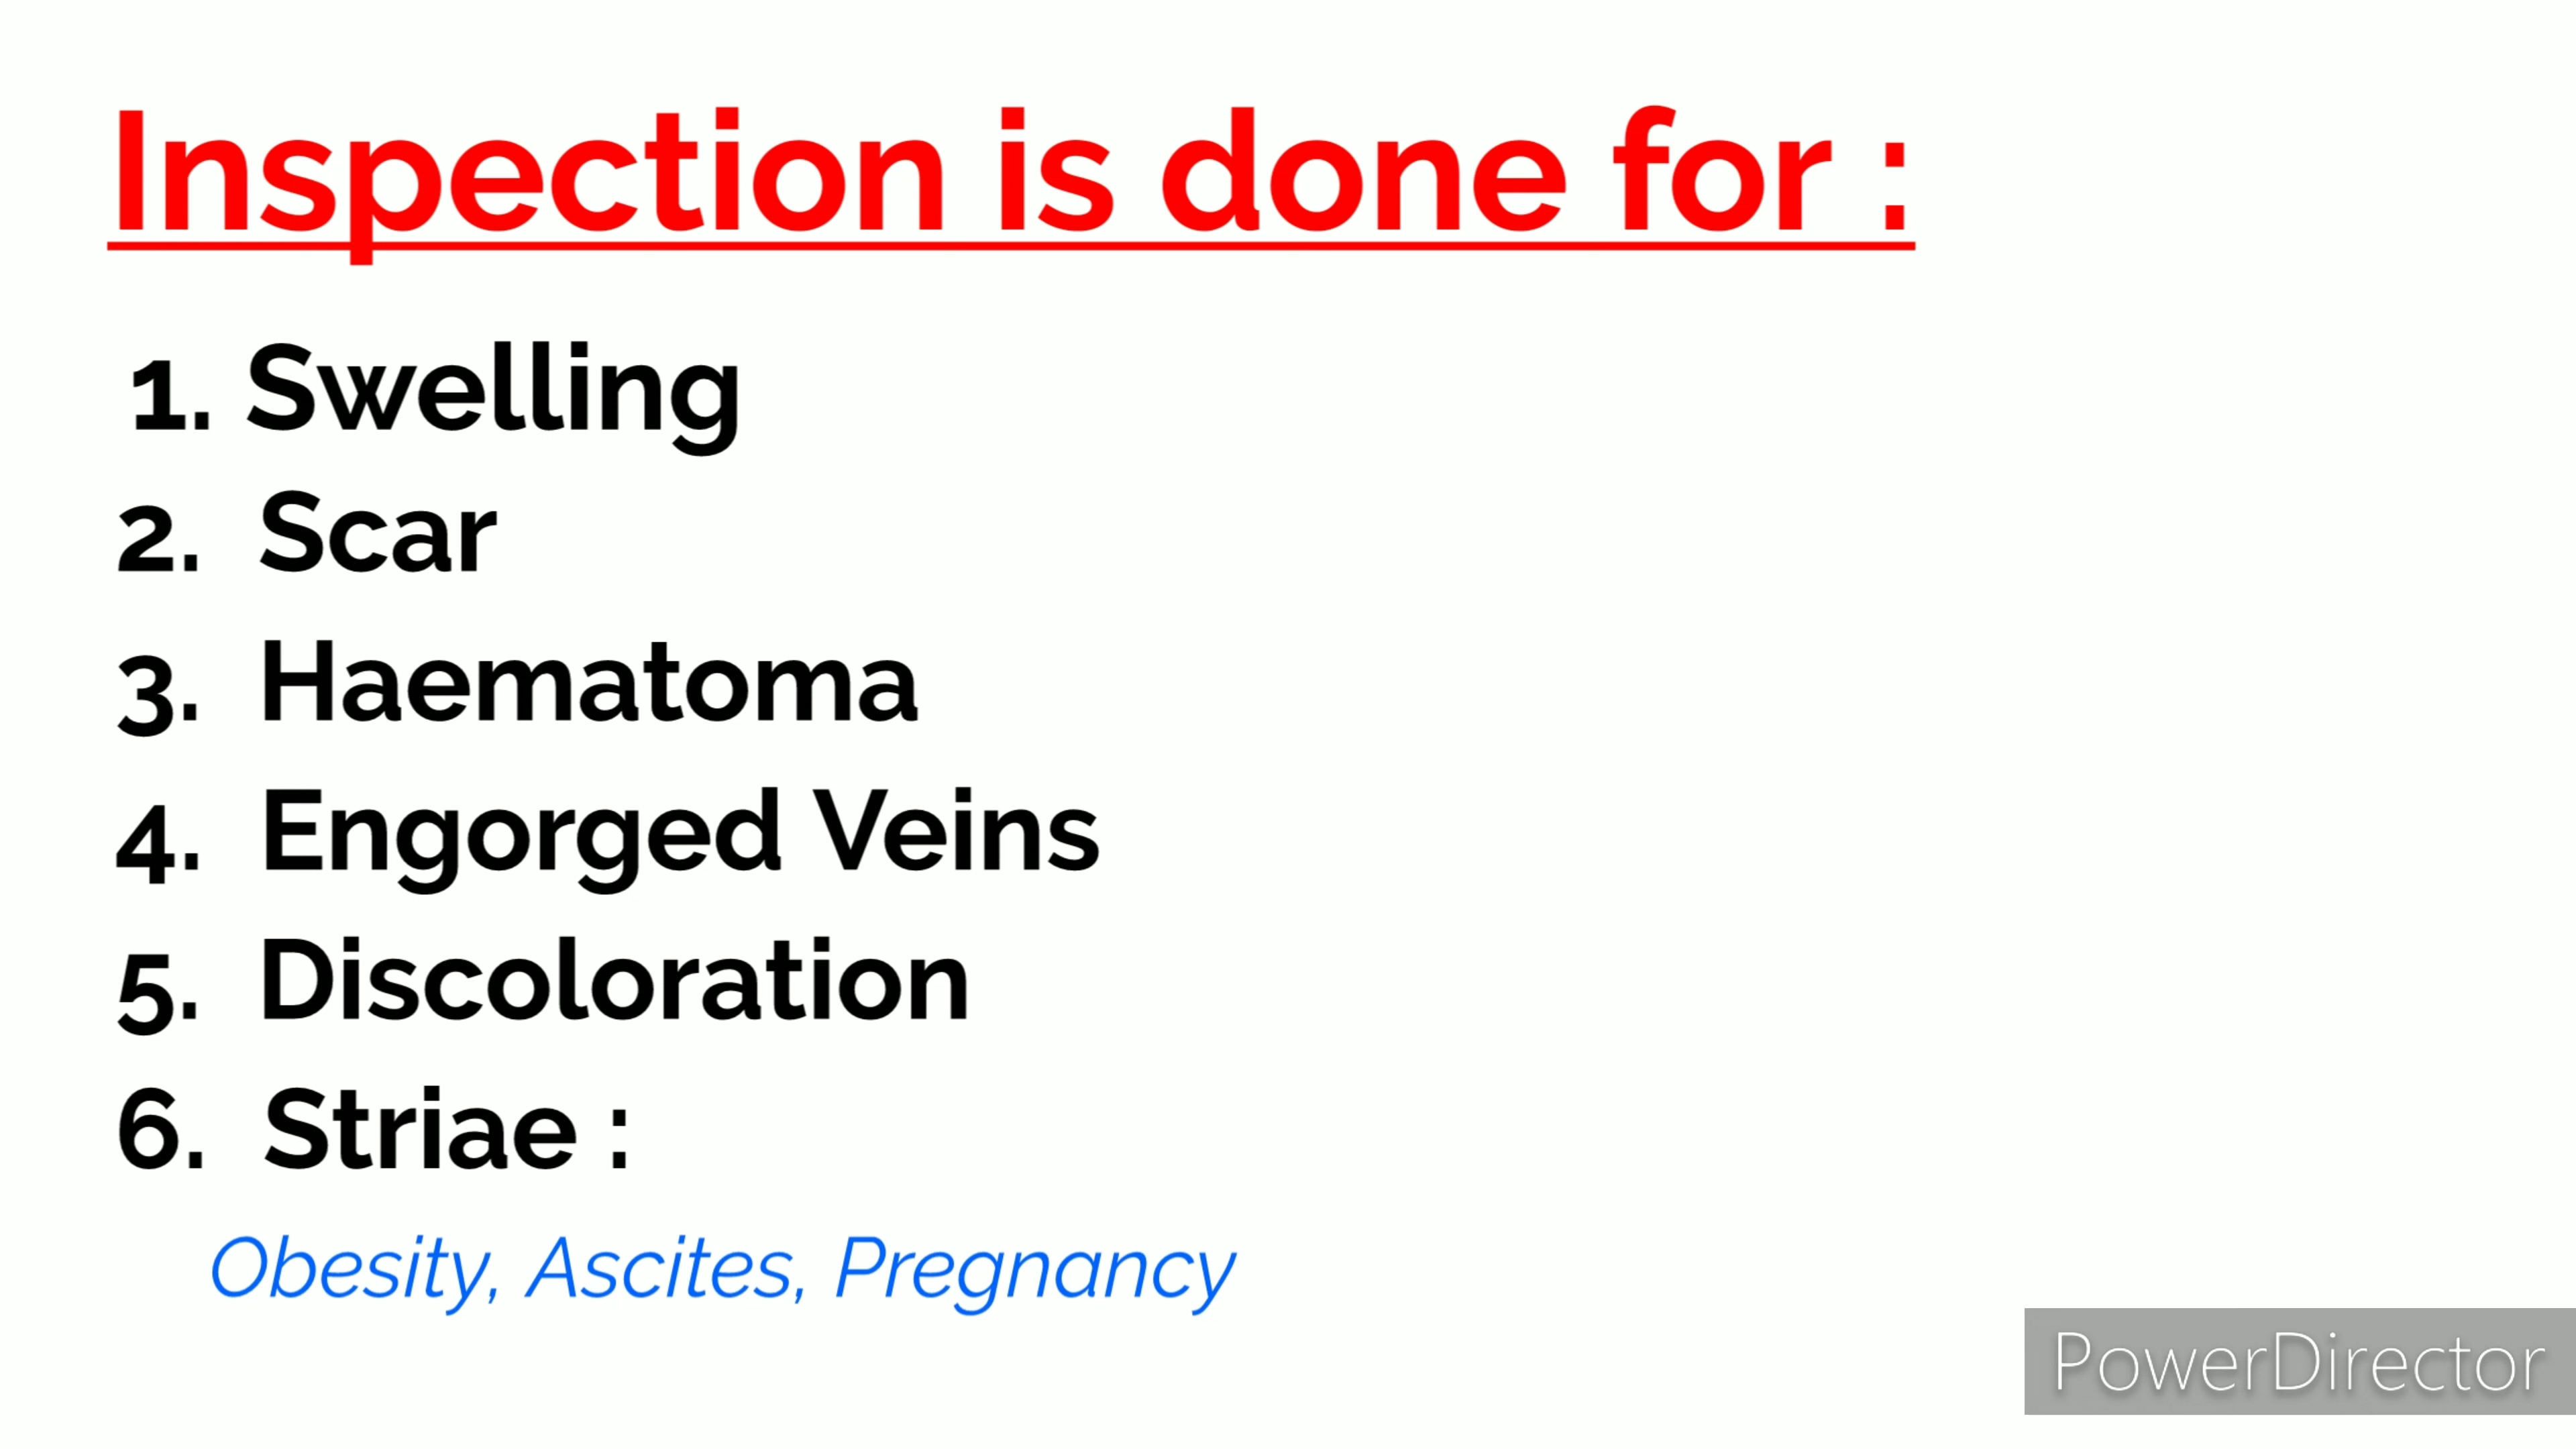 Inspection is done for :
1. Swelling
2. Scar
3. Haematoma
4. Engorged Veins
5. Discoloration
6. Striae :
Obesity, Ascites, Pregnancy
PowerDirector